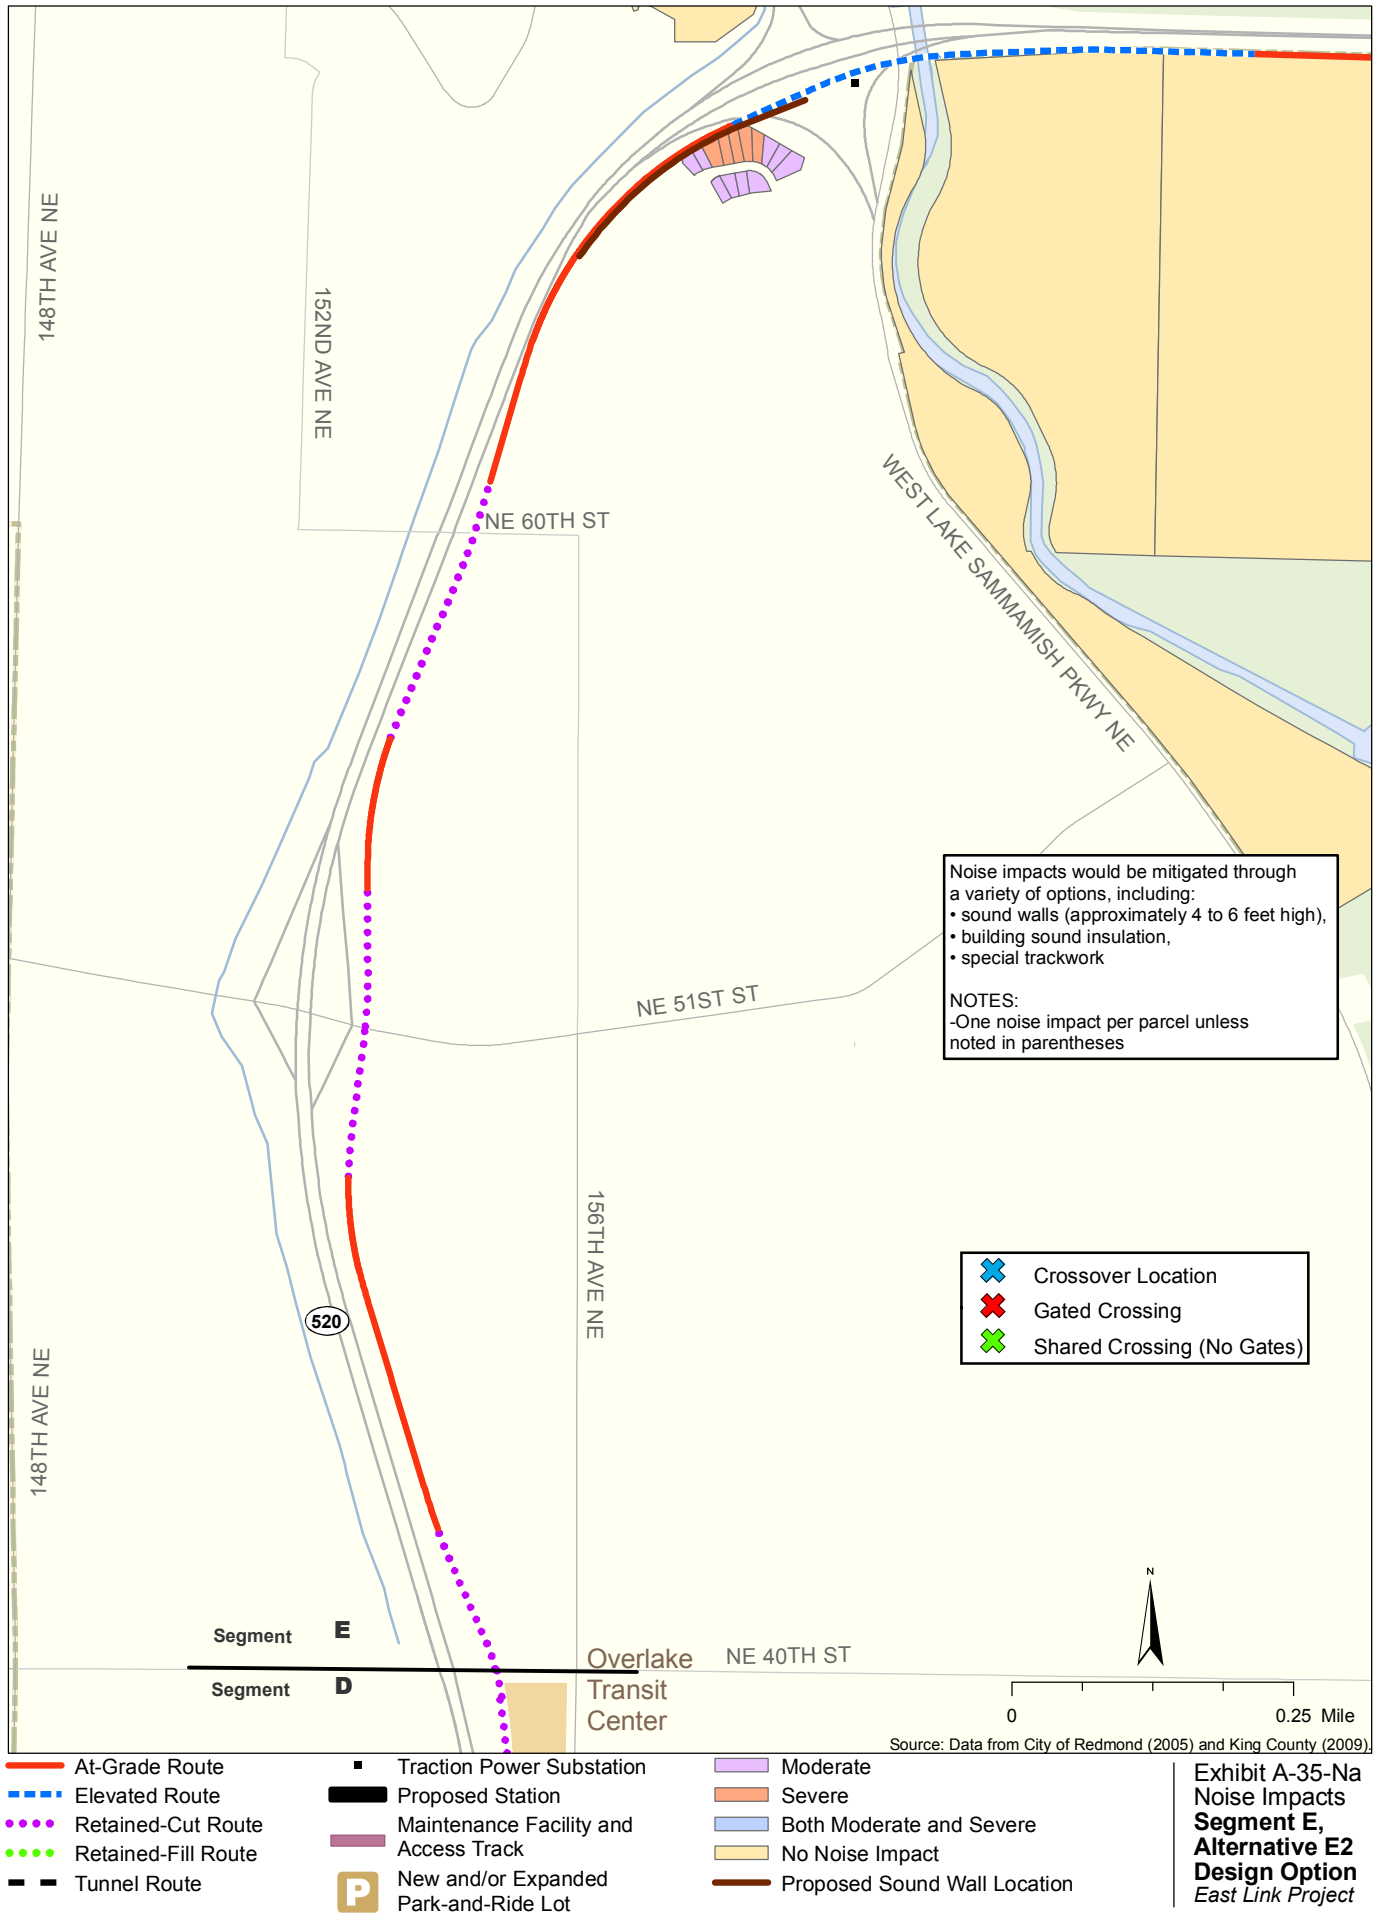 148TH AVE NE
152ND AVE NE
NE 60TH ST
WEST LAKE SAMMAMISH PKWY NE
Noise impacts would be mitigated through
a variety of options, including:
• sound walls (approximately 4 to 6 feet high),
• building sound insulation,
• special trackwork
NOTES:
-One noise impact per parcel unless
noted in parentheses
NE 51ST ST
156TH AVE NE
Crossover Location
Gated Crossing
Shared Crossing (No Gates)
520
148TH AVE NE
N
Segment E
Segment D
Overlake
Transit
Center
NE 40TH ST
0 0.25 Mile
Source: Data from City of Redmond (2005) and King County (2009).
At-Grade Route
Elevated Route
Retained-Cut Route
Retained-Fill Route
Tunnel Route
Traction Power Substation
Proposed Station
Maintenance Facility and
Access Track
P
New and/or Expanded
Park-and-Ride Lot
Moderate
Severe
Both Moderate and Severe
No Noise Impact
Proposed Sound Wall Location
Exhibit A-35-Na
Noise Impacts
Segment E,
Alternative E2
Design Option
East Link Project